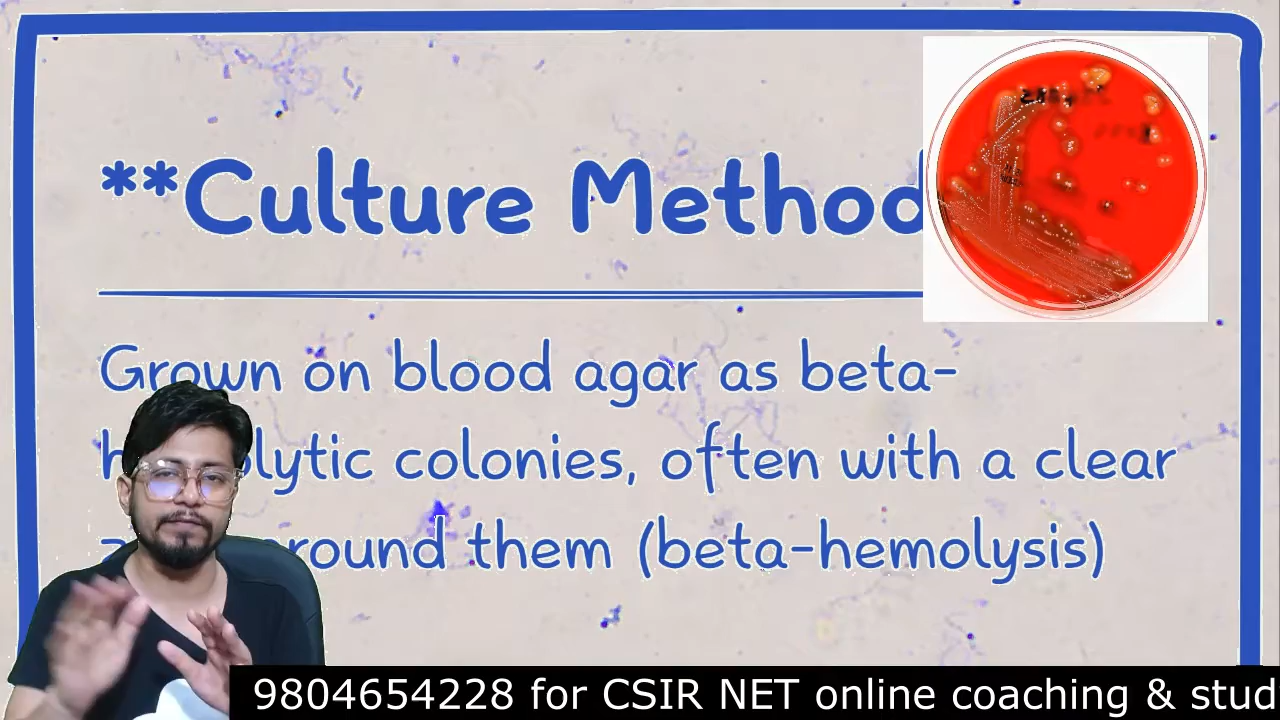 **Culture Method
Grown on blood agar as beta-
colonies, often with a clear
around them (beta-hemolysis)
9804654228 for CSIR NET online coaching & stud